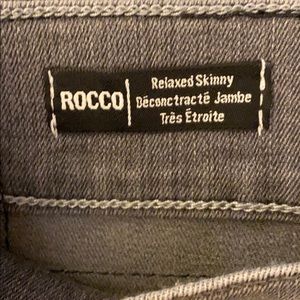 ROCCO
Relaxed Skinny
Déconctracté Jambe
Très Étroite